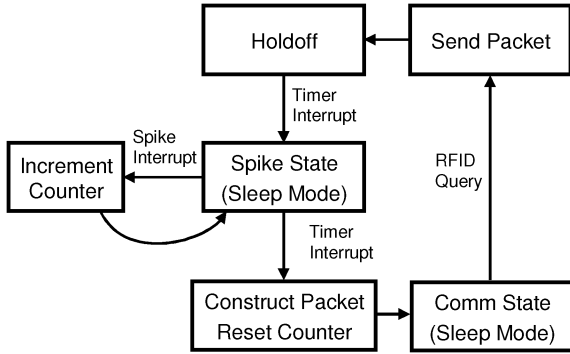 Holdoff
Send Packet
Timer
Interrupt
Spike
Interrupt
RFID
Query
Increment
Counter
Spike State
(Sleep Mode)
Timer
Interrupt
Construct Packet
Reset Counter
Comm State
(Sleep Mode)